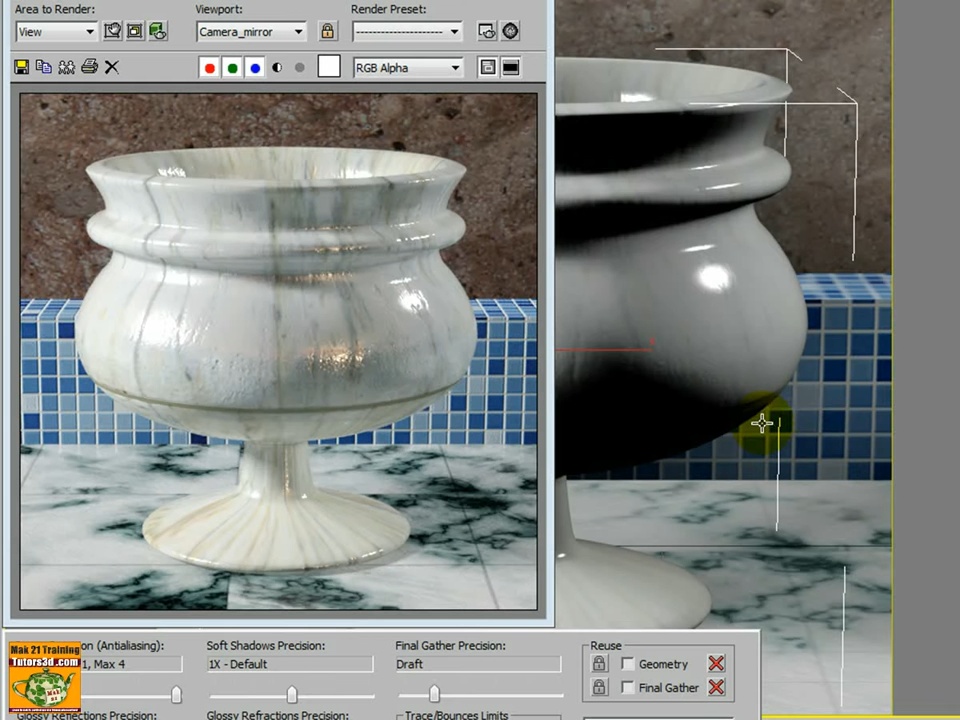 Area to Render:
Viewport:
Render Preset:
View
Camera_mirror
--------------------
RGB Alpha
on (Antialiasing):
Soft Shadows Precision:
Final Gather Precision:
Reuse
1, Max 4
1X - Default
Draft
Geometry
Final Gather
Mak 21 Training
Tutors3d.com
Mak
21
Glossy Reflections Precision:
Glossy Refractions Precision:
Trace/Bounces Limits